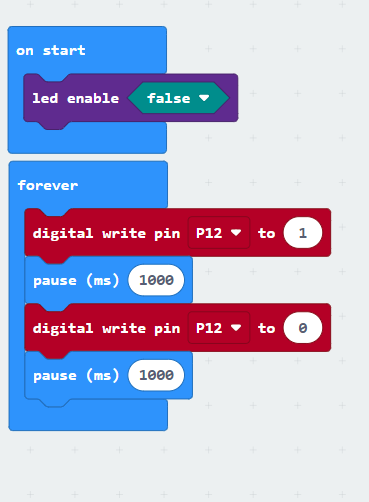 on start
led enable false
forever
digital write pin P12 to 1
pause (ms) 1000
digital write pin P12 to 0
pause (ms) 1000